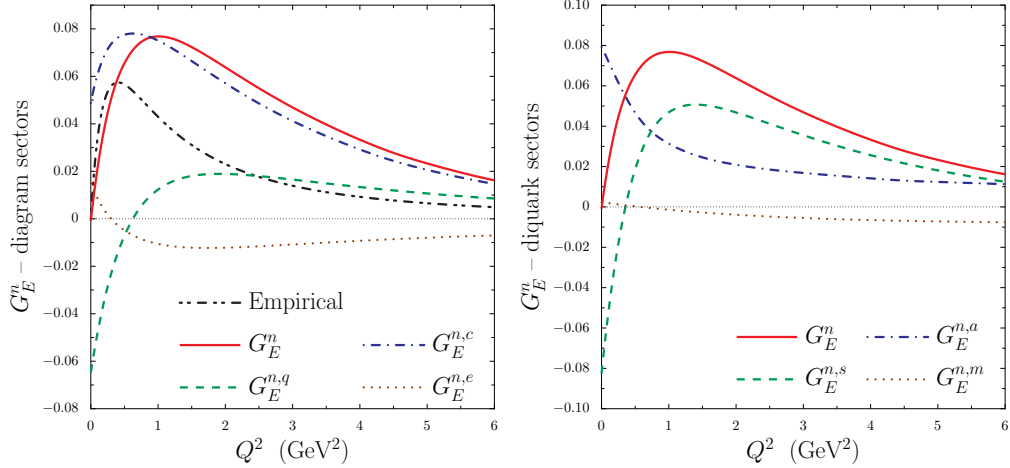 G_E^n – diagram sectors
0.08
0.06
0.04
0.02
0
−0.02
−0.04
−0.06
−0.08
Empirical
G_E^n
G_E^{n,c}
G_E^{n,q}
G_E^{n,e}
0 1 2 3 4 5 6
Q^2 (GeV^2)
G_E^n – diquark sectors
0.10
0.08
0.06
0.04
0.02
0
−0.02
−0.04
−0.06
−0.08
−0.10
G_E^n
G_E^{n,a}
G_E^{n,s}
G_E^{n,m}
0 1 2 3 4 5 6
Q^2 (GeV^2)